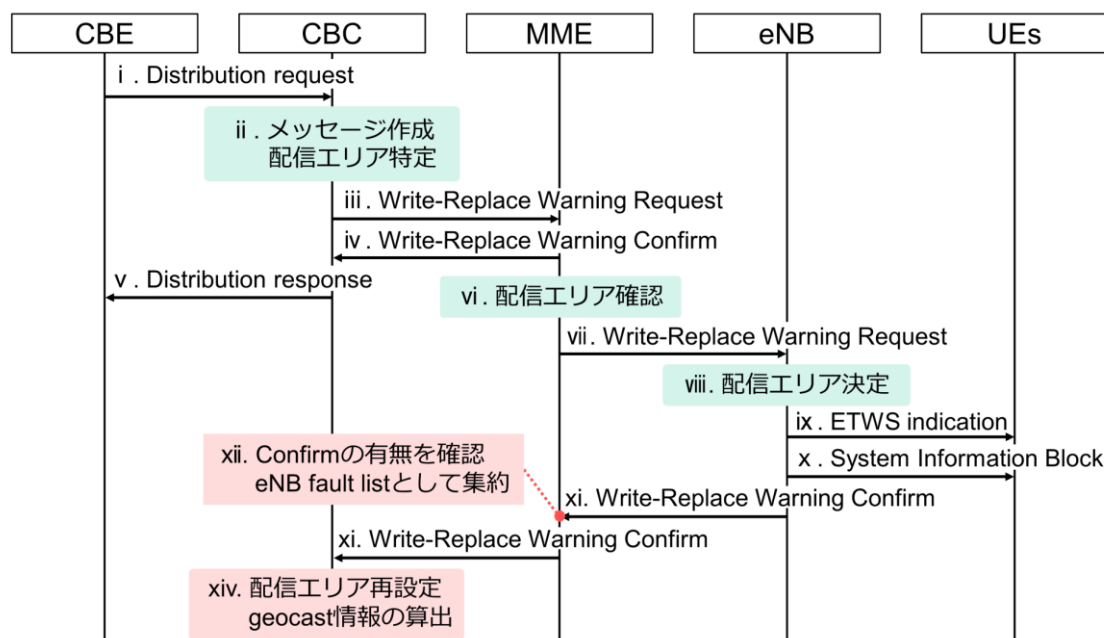 CBE CBC MME eNB UEs
ⅰ. Distribution request
ⅱ. メッセージ作成
配信エリア特定
ⅲ. Write-Replace Warning Request
ⅳ. Write-Replace Warning Confirm
ⅴ. Distribution response
ⅵ. 配信エリア確認
ⅶ. Write-Replace Warning Request
ⅷ. 配信エリア決定
ⅸ. ETWS indication
ⅹ. System Information Block
ⅻ. Confirmの有無を確認
eNB fault listとして集約
ⅺ. Write-Replace Warning Confirm
ⅺ. Write-Replace Warning Confirm
xiv. 配信エリア再設定
geocast情報の算出